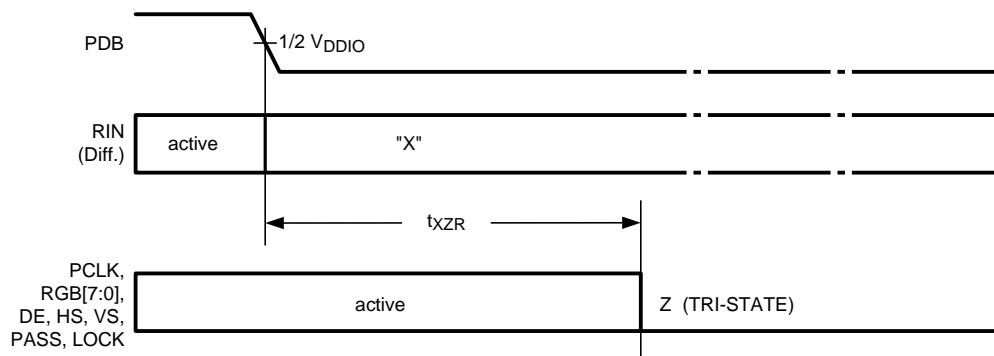 PDB
1/2 VDDIO
RIN
(Diff.)
active
"X"
tXZR
PCLK,
RGB[7:0],
DE, HS, VS,
PASS, LOCK
active
Z (TRI-STATE)